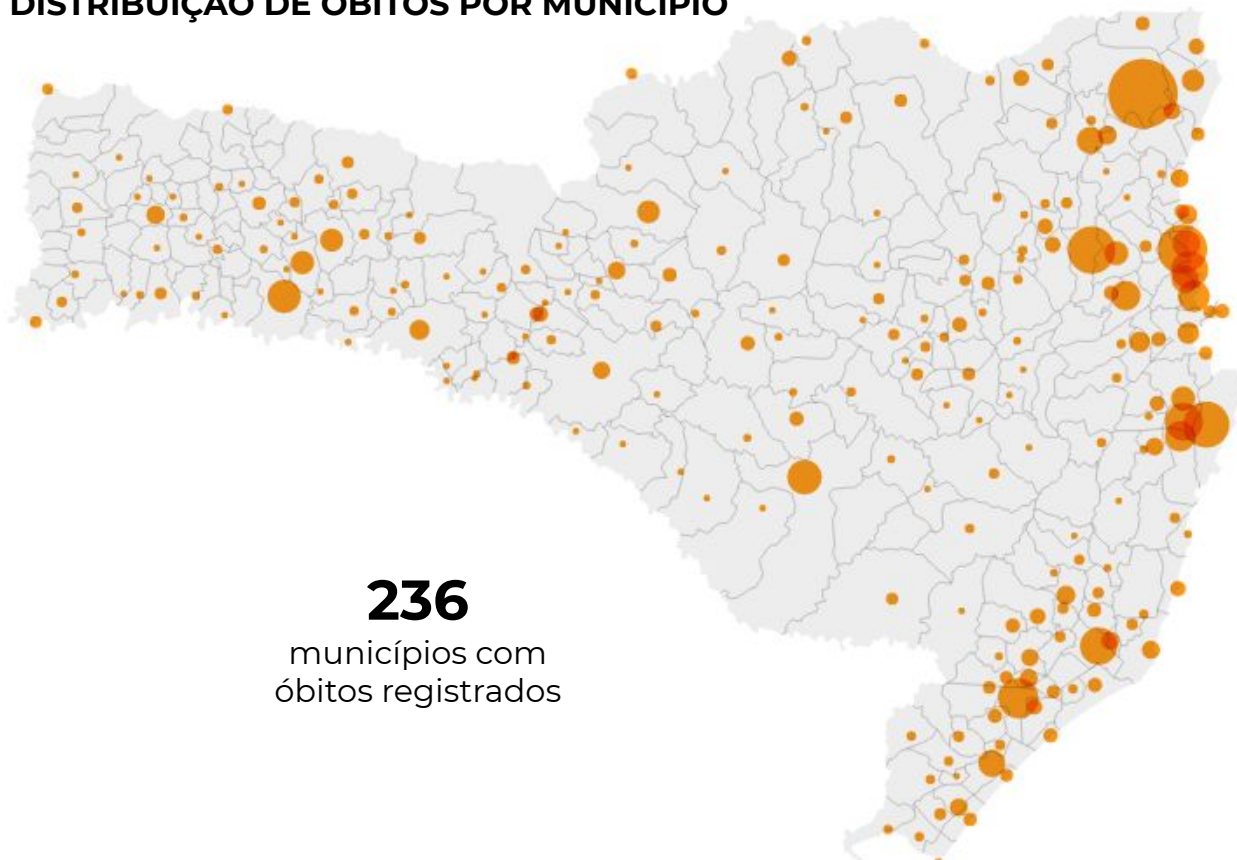 DISTRIBUIÇÃO DE ÓBITOS POR MUNICÍPIO
236
municípios com
óbitos registrados